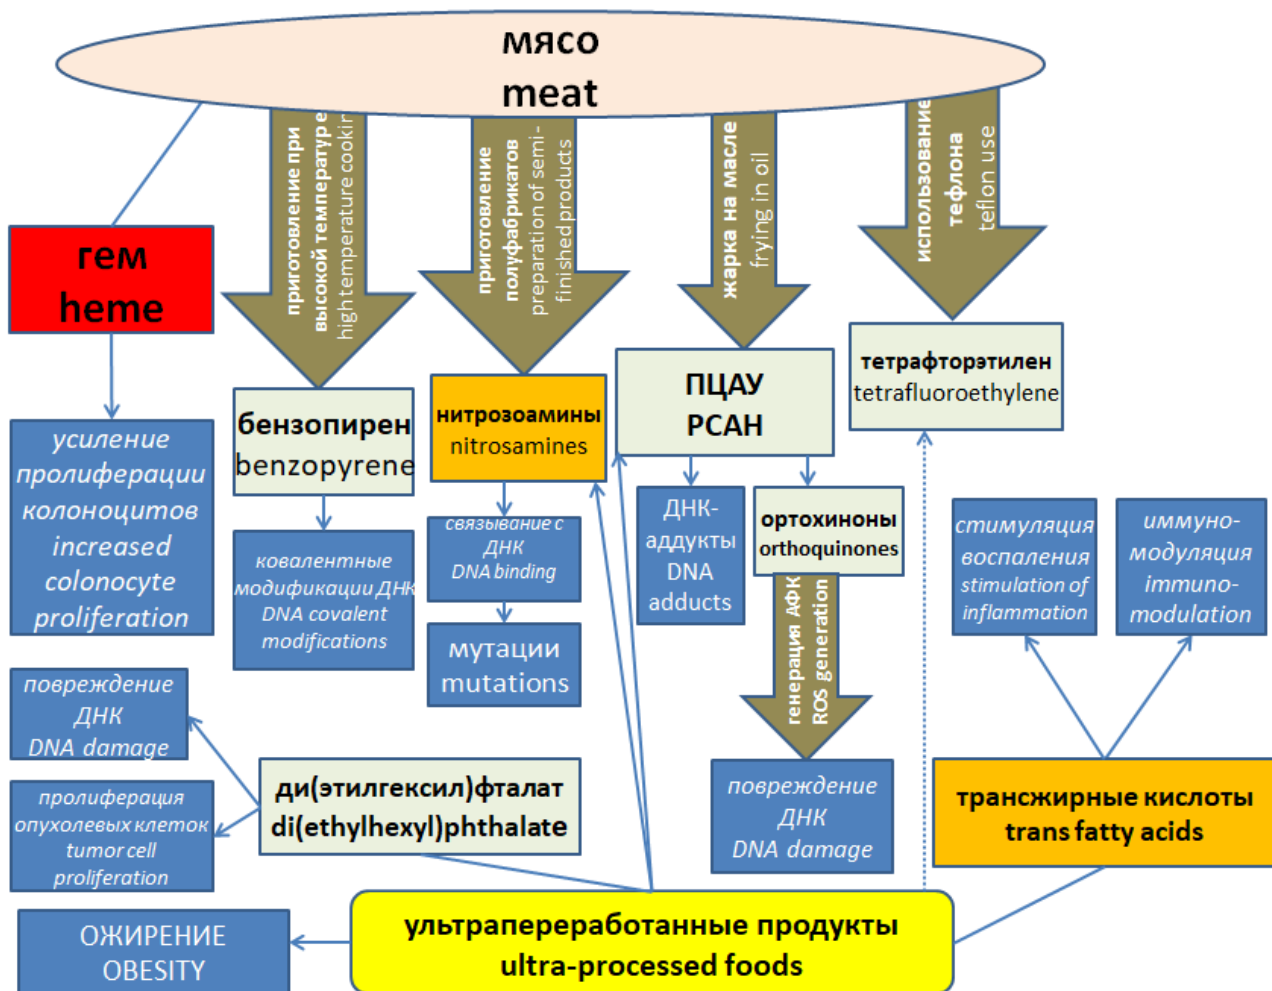 мясо
meat
приготовление при
высокой температуре
high temperature cookin
приготовление
полуфабрикатов
preparation of semi-
finished products
жарка на масле
frying in oil
использование
тефлона
teflon use
гем
heme
тетрафторэтилен
tetrafluoroethylene
ПЦАУ
PCAH
бензопирен
benzopyrene
нитрозоамины
nitrosamines
усиление
пролиферации
колоноцитов
increased
colonocyte
proliferation
ковалентные
модификации ДНК
DNA covalent
modifications
связывание с
ДНК
DNA binding
мутации
mutations
ДНК-
аддукты
DNA
adducts
ортохиноны
orthoquinones
генерация АФК
ROS generation
стимуляция
воспаления
stimulation of
inflammation
иммуно-
модуляция
immuno-
modulation
повреждение
ДНК
DNA damage
пролиферация
опухолевых клеток
tumor cell
proliferation
ди(этилгексил)фталат
di(ethylhexyl)phthalate
повреждение
ДНК
DNA damage
трансжирные кислоты
trans fatty acids
ОЖИРЕНИЕ
OBESITY
ультрапереработанные продукты
ultra-processed foods